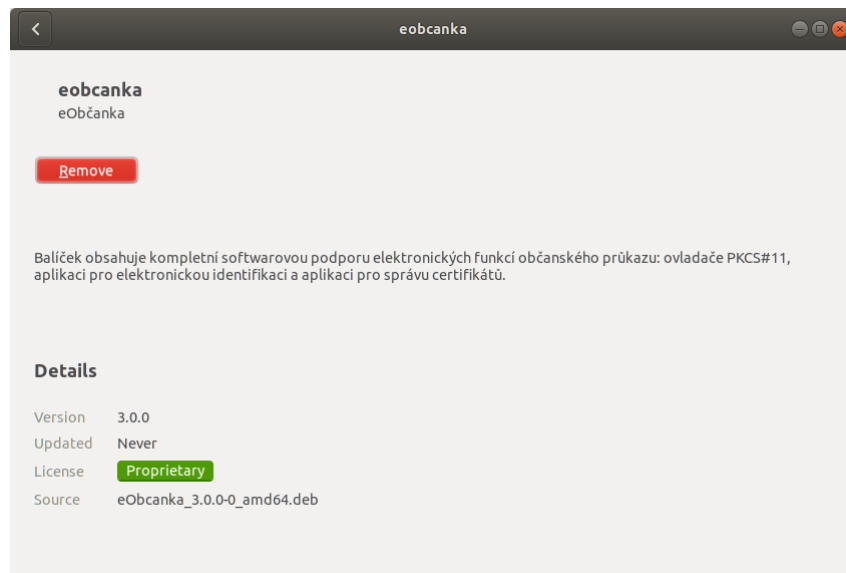 eobcanka
eobcanka
eObčanka
Remove
Balíček obsahuje kompletní softwarovou podporu elektronických funkcí občanského průkazu: ovladače PKCS#11,
aplikaci pro elektronickou identifikaci a aplikaci pro správu certifikátů.
Details
Version 3.0.0
Updated Never
License Proprietary
Source eObcanka_3.0.0-0_amd64.deb